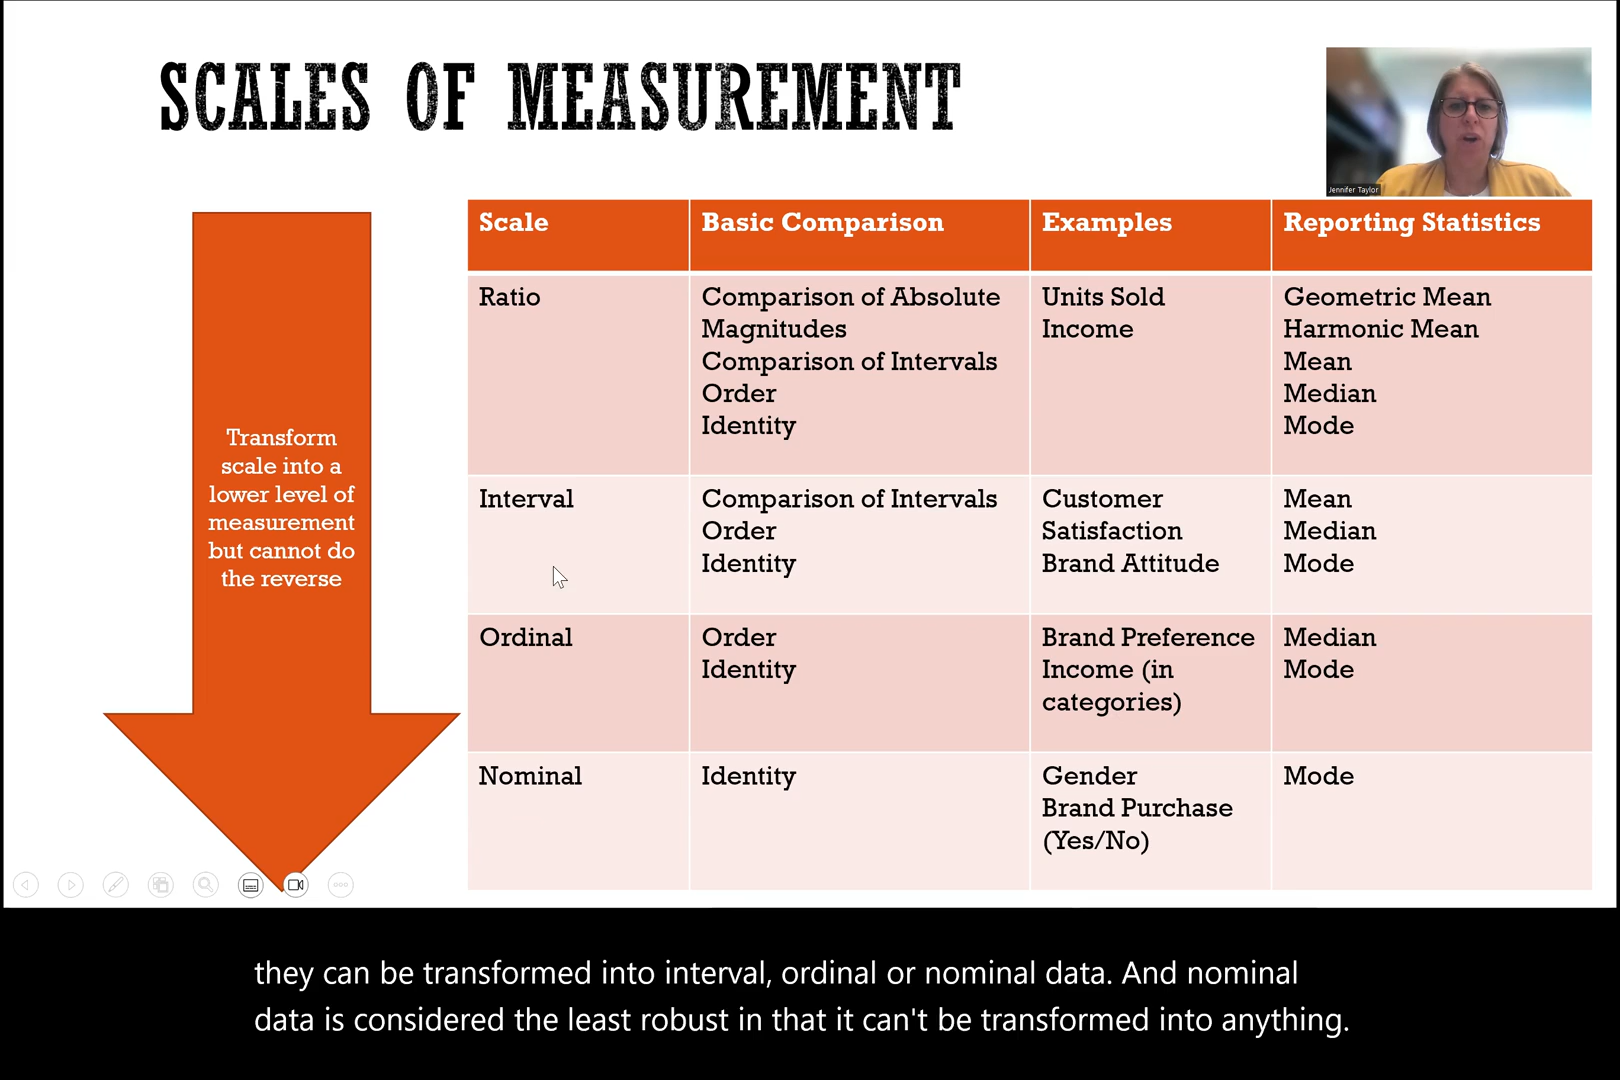 SCALES OF MEASUREMENT
Jennifer Taylor
Transform
scale into a
lower level of
measurement
but cannot do
the reverse
Scale Basic Comparison Examples Reporting Statistics
Ratio
Comparison of Absolute
Magnitudes
Comparison of Intervals
Order
Identity
Units Sold
Income
Geometric Mean
Harmonic Mean
Mean
Median
Mode
Interval
Comparison of Intervals
Order
Identity
Customer
Satisfaction
Brand Attitude
Mean
Median
Mode
Ordinal
Order
Identity
Brand Preference
Income (in
categories)
Median
Mode
Nominal
Identity
Gender
Brand Purchase
(Yes/No)
Mode
they can be transformed into interval, ordinal or nominal data. And nominal
data is considered the least robust in that it can't be transformed into anything.